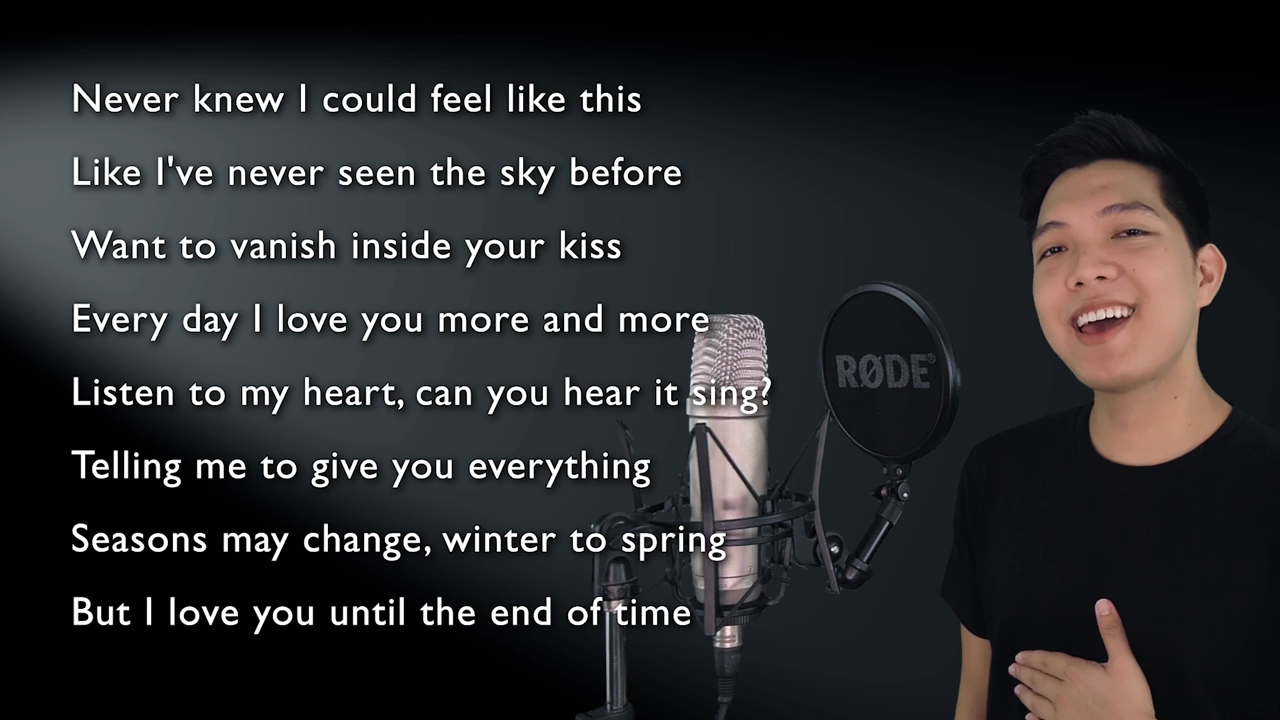 Never knew I could feel like this
Like I've never seen the sky before
Want to vanish inside your kiss
Every day I love you more and more
Listen to my heart, can you hear it sing?
Telling me to give you everything
Seasons may change, winter to spring
But I love you until the end of time
RØDE®